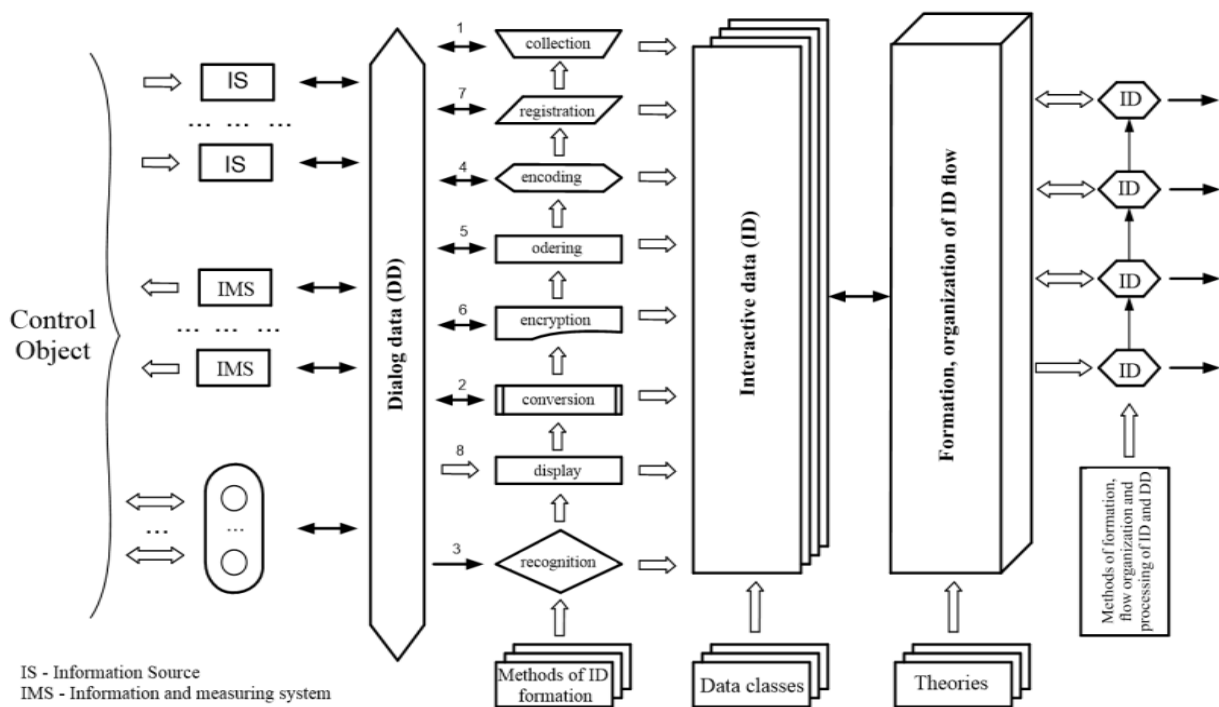 Control
Object
IS
... ... ...
IS
IMS
... ... ...
IMS
...
...
Dialog data (DD)
1
collection
7
registration
4
encoding
5
odering
6
encryption
2
conversion
8
display
3
recognition
Methods of ID
formation
Interactive data (ID)
Data classes
Formation, organization of ID flow
Theories
ID
ID
ID
ID
Methods of formation,
flow organization and
processing of ID and DD
IS - Information Source
IMS - Information and measuring system